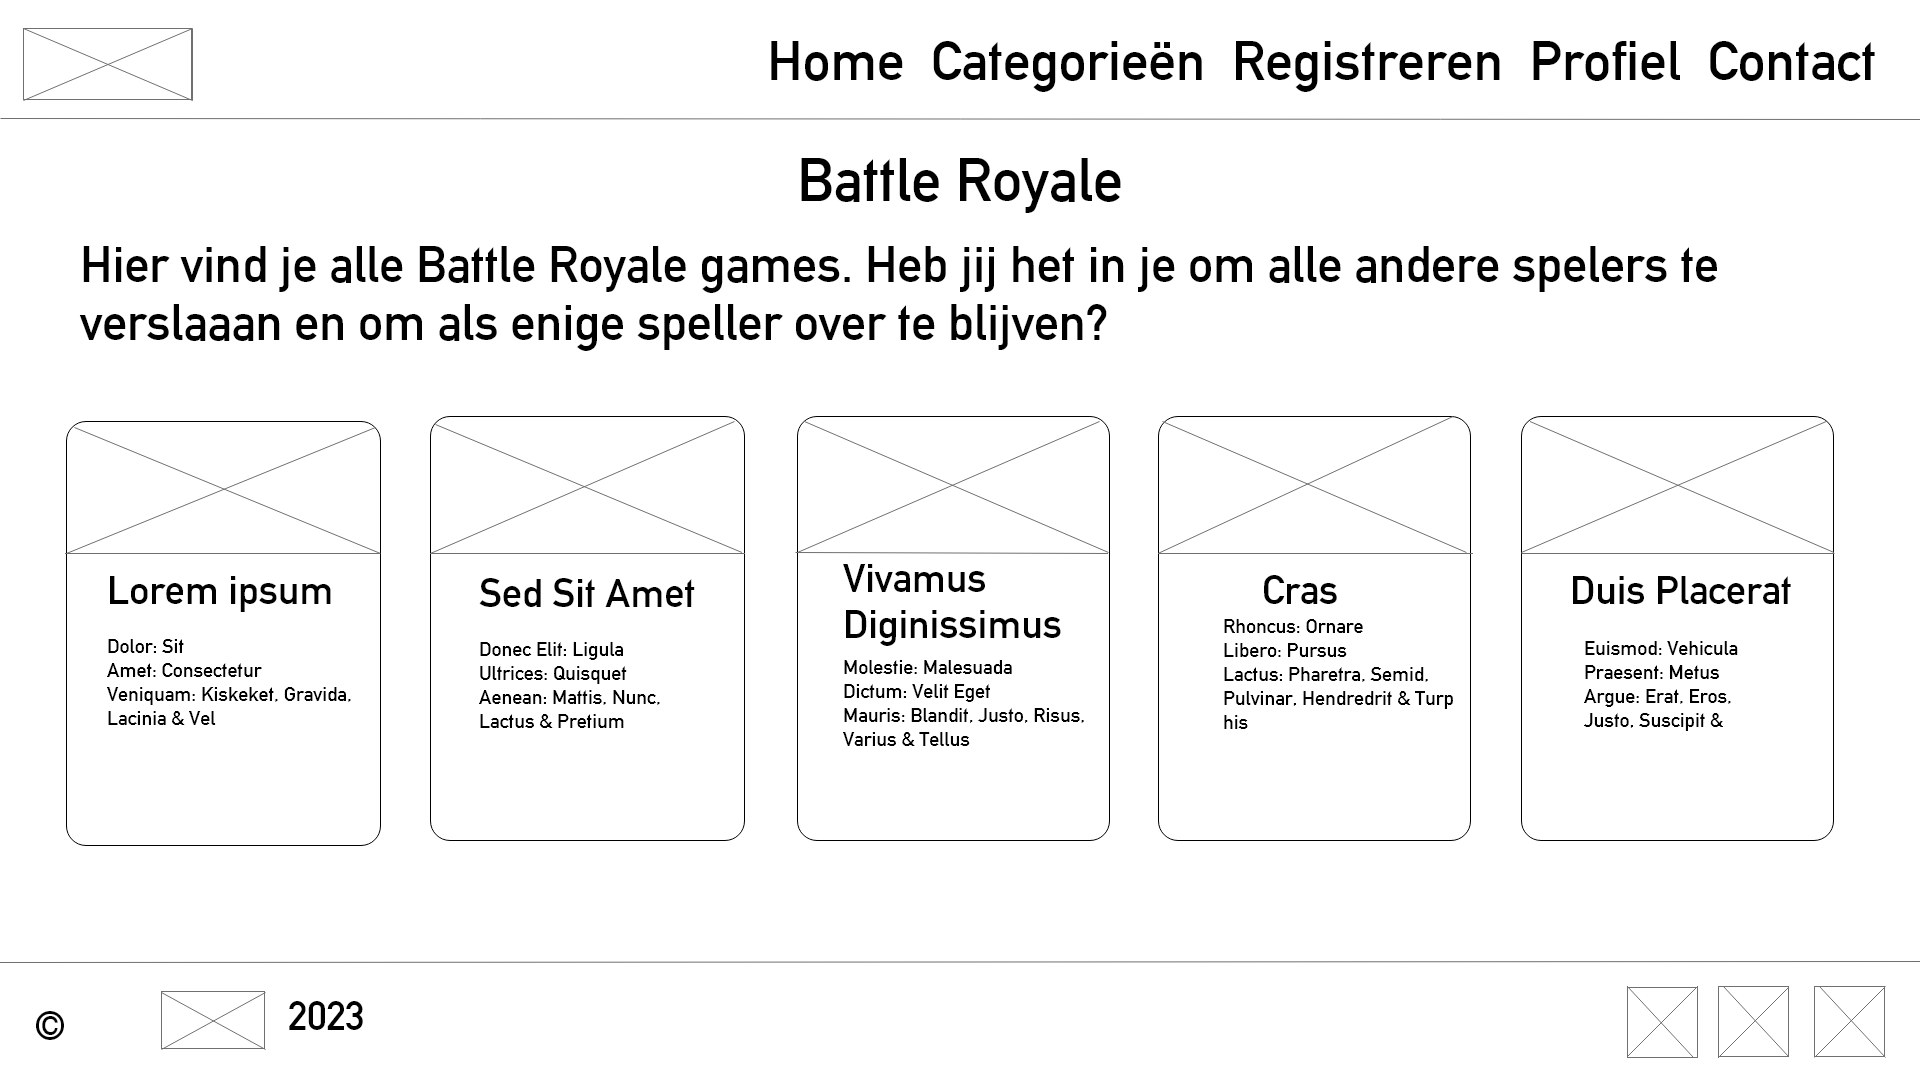 Home Categorieën Registreren Profiel Contact
Battle Royale
Hier vind je alle Battle Royale games. Heb jij het in je om alle andere spelers te
verslaaan en om als enige speller over te blijven?
Lorem ipsum
Dolor: Sit
Amet: Consectetur
Veniquam: Kiskeket, Gravida,
Lacinia & Vel
Sed Sit Amet
Donec Elit: Ligula
Ultrices: Quisquet
Aenean: Mattis, Nunc,
Lactus & Pretium
Vivamus
Diginissimus
Molestie: Malesuada
Dictum: Velit Eget
Mauris: Blandit, Justo, Risus,
Varius & Tellus
Cras
Rhoncus: Ornare
Libero: Pursus
Lactus: Pharetra, Semid,
Pulvinar, Hendredrit & Turp
his
Duis Placerat
Euismod: Vehicula
Praesent: Metus
Argue: Erat, Eros,
Justo, Suscipit &
© 2023